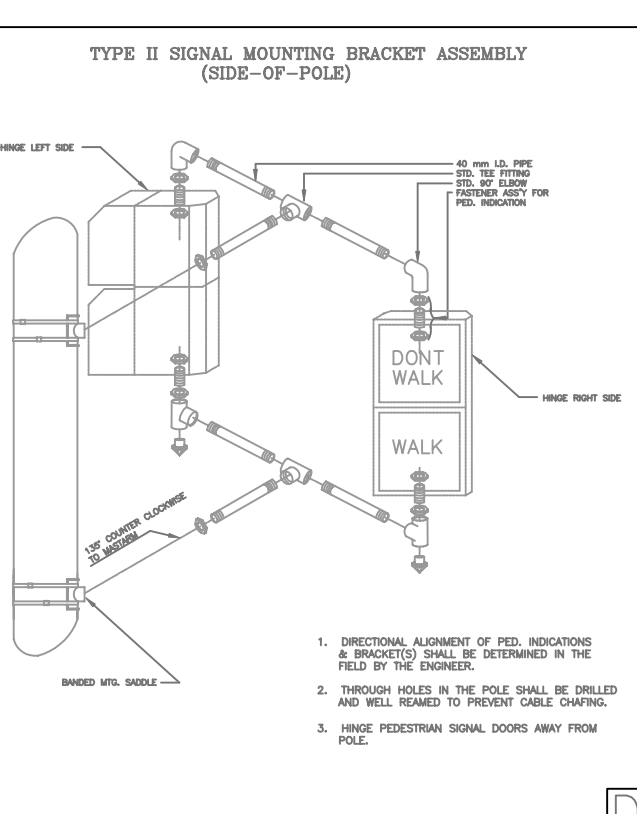 TYPE II SIGNAL MOUNTING BRACKET ASSEMBLY
(SIDE-OF-POLE)
HINGE LEFT SIDE
40 mm I.D. PIPE
STD. TEE FITTING
STD. 90° ELBOW
FASTENER ASS'Y FOR
PED. INDICATION
DONT
WALK
WALK
HINGE RIGHT SIDE
135° COUNTER CLOCKWISE
TO MASTARM
BANDED MTG. SADDLE
1. DIRECTIONAL ALIGNMENT OF PED. INDICATIONS
& BRACKET(S) SHALL BE DETERMINED IN THE
FIELD BY THE ENGINEER.
2. THROUGH HOLES IN THE POLE SHALL BE DRILLED
AND WELL REAMED TO PREVENT CABLE CHAFING.
3. HINGE PEDESTRIAN SIGNAL DOORS AWAY FROM
POLE.